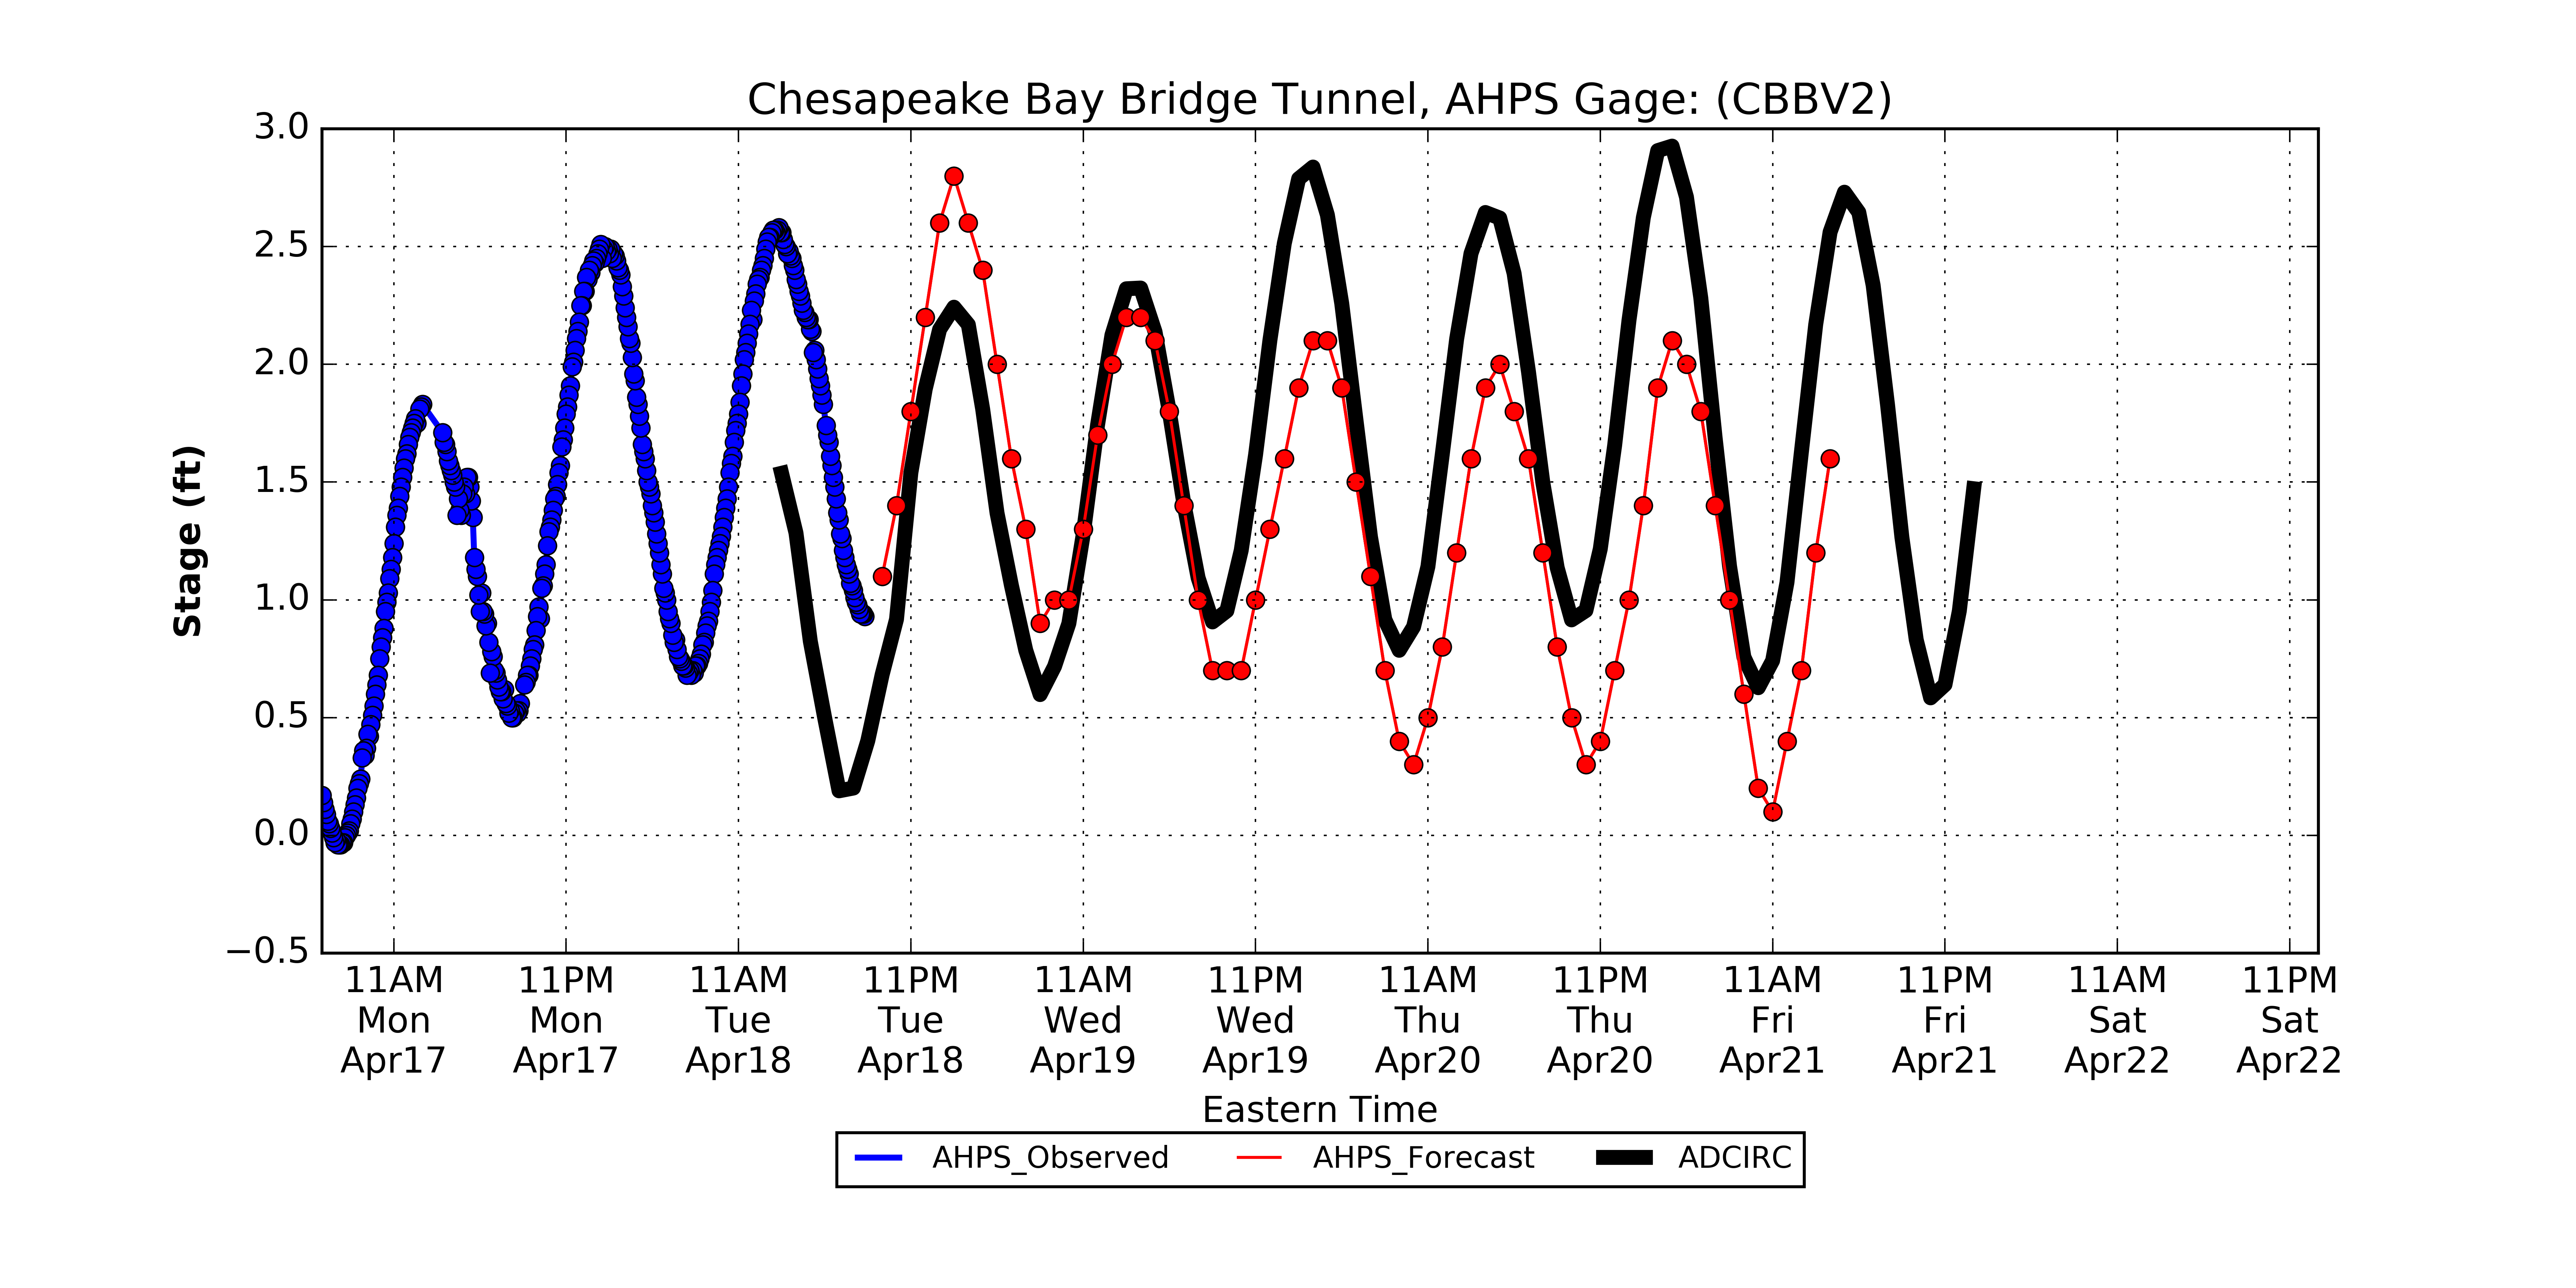 Chesapeake Bay Bridge Tunnel, AHPS Gage: (CBBV2)
3.0
2.5
2.0
1.5
1.0
0.5
0.0
−0.5
Stage (ft)
11AM 11PM 11AM 11PM 11AM 11PM 11AM 11PM 11AM 11PM 11AM 11PM
Mon Mon Tue Tue Wed Wed Thu Thu Fri Fri Sat Sat
Apr17 Apr17 Apr18 Apr18 Apr19 Apr19 Apr20 Apr20 Apr21 Apr21 Apr22 Apr22
Eastern Time
AHPS_Observed AHPS_Forecast ADCIRC